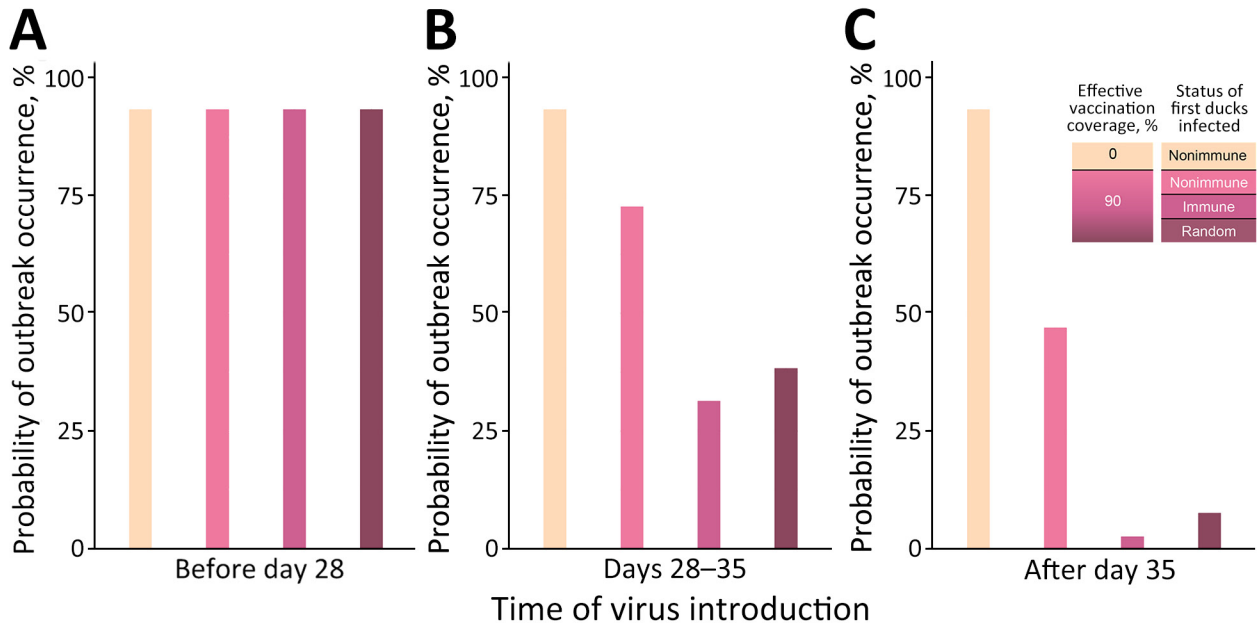 A
Probability of outbreak occurrence, %
100
75
50
25
0
Before day 28
B
Probability of outbreak occurrence, %
100
75
50
25
0
Days 28–35
C
Probability of outbreak occurrence, %
100
75
50
25
0
After day 35
Effective
vaccination
coverage, %
0
90
Status of
first ducks
infected
Nonimmune
Nonimmune
Immune
Random
Time of virus introduction